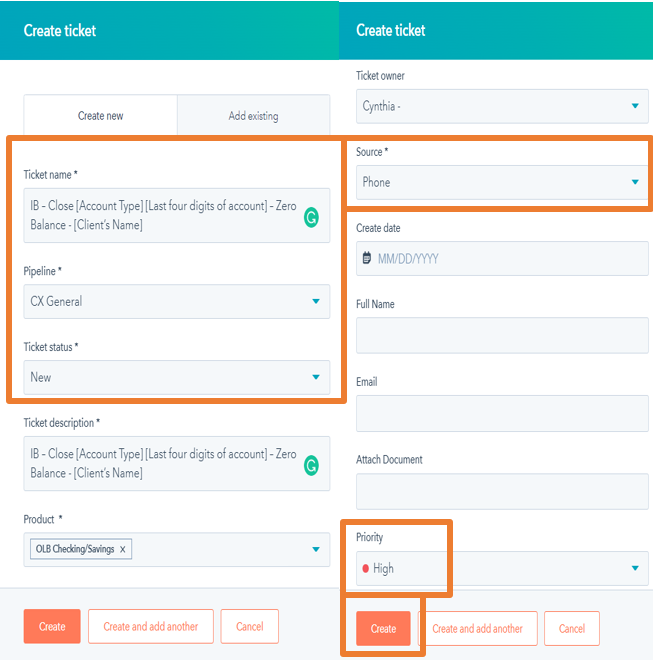 Create ticket
Create new
Add existing
Ticket name *
IB - Close [Account Type] [Last four digits of account] - Zero
Balance - [Client's Name]
Pipeline *
CX General
Ticket status *
New
Ticket description *
IB - Close [Account Type] [Last four digits of account] - Zero
Balance - [Client's Name]
Product *
OLB Checking/Savings X
Create
Create and add another
Cancel
Create ticket
Ticket owner
Cynthia -
Source *
Phone
Create date
MM/DD/YYYY
Full Name
Email
Attach Document
Priority
High
Create
Create and add another
Cancel